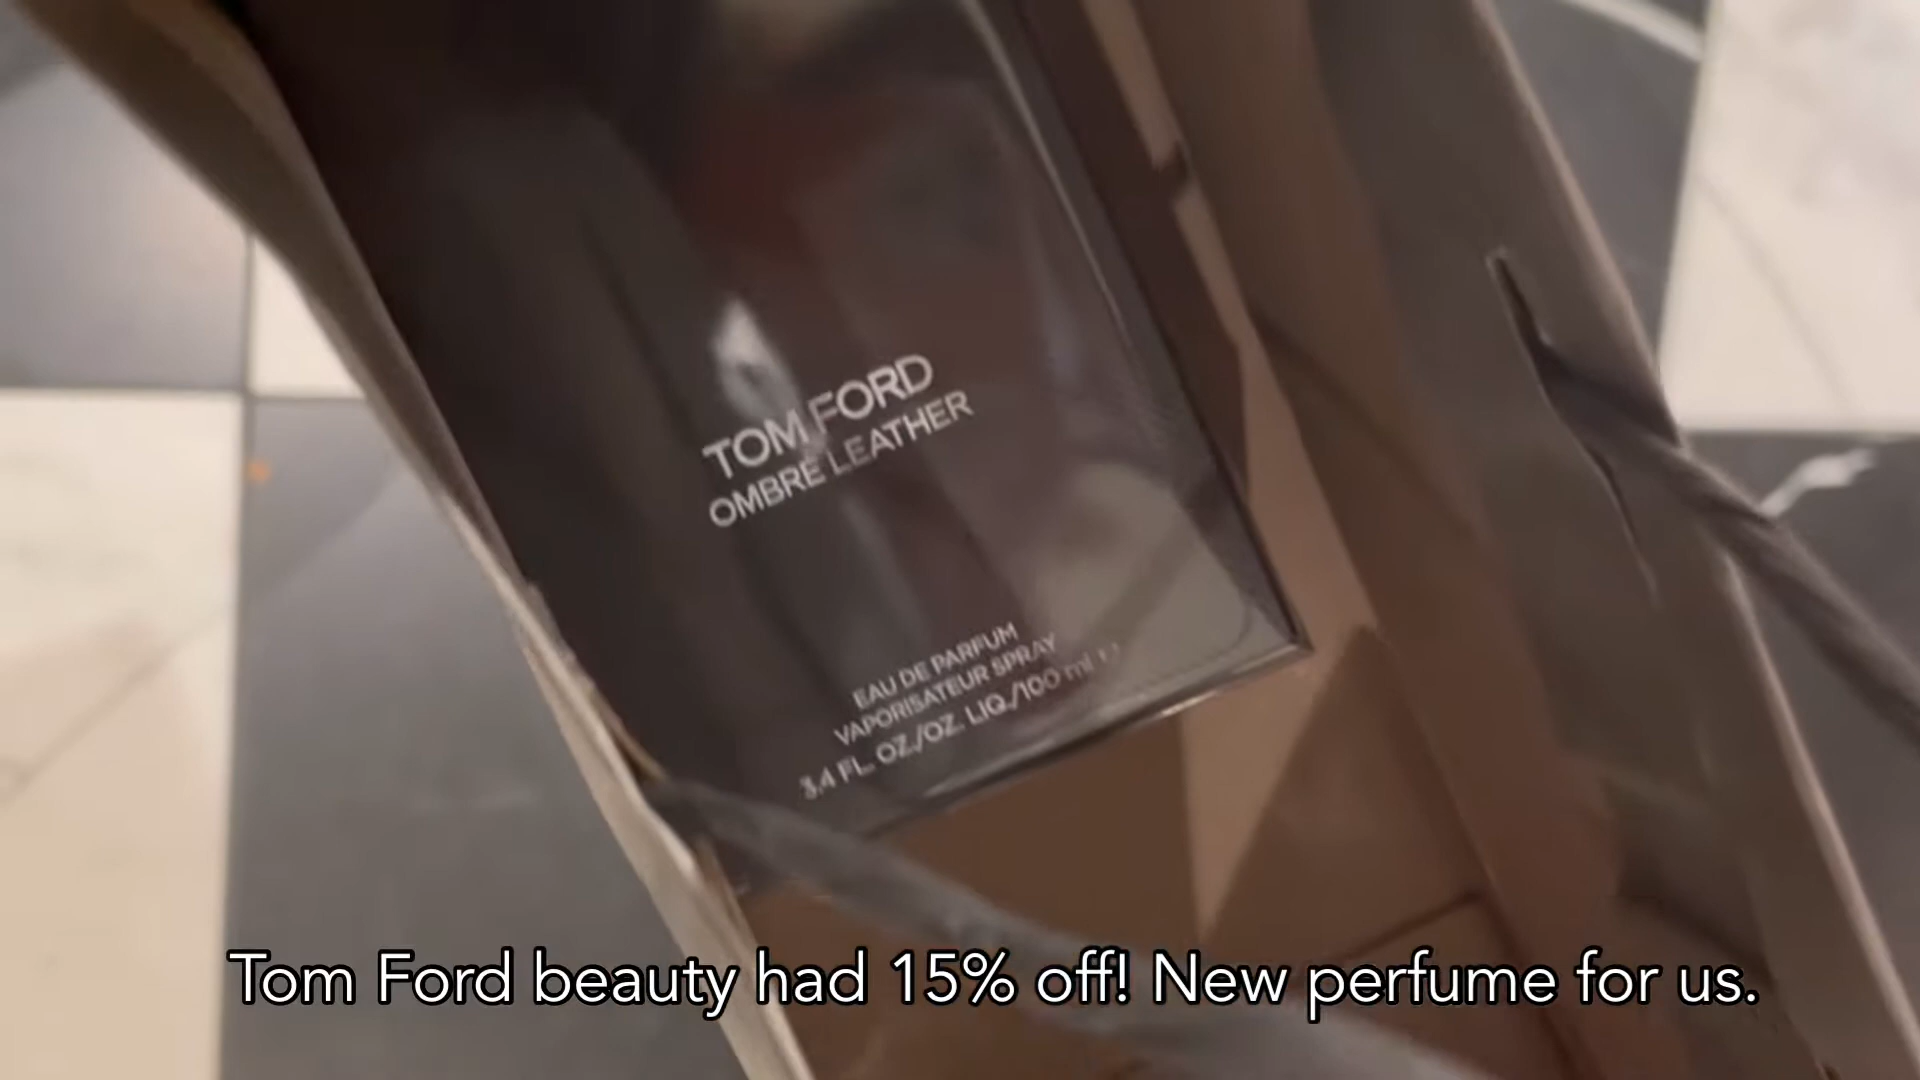 TOM FORD
OMBRÉ LEATHER
EAU DE PARFUM
VAPORISATEUR SPRAY
3.4 FL. OZ./OZ. LIQ./100 ml
Tom Ford beauty had 15% off! New perfume for us.